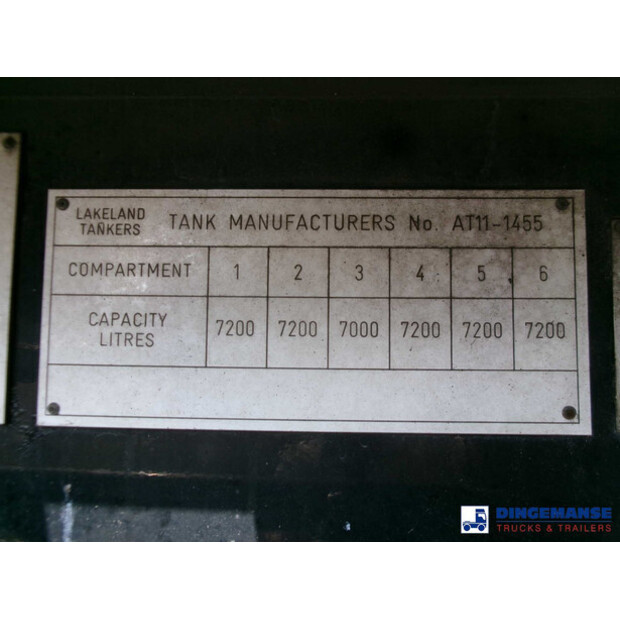 LAKELAND TANKERS TANK MANUFACTURERS No. AT11-1455
COMPARTMENT 1 2 3 4 5 6
CAPACITY LITRES 7200 7200 7000 7200 7200 7200
DINGEMANSE
TRUCKS & TRAILERS